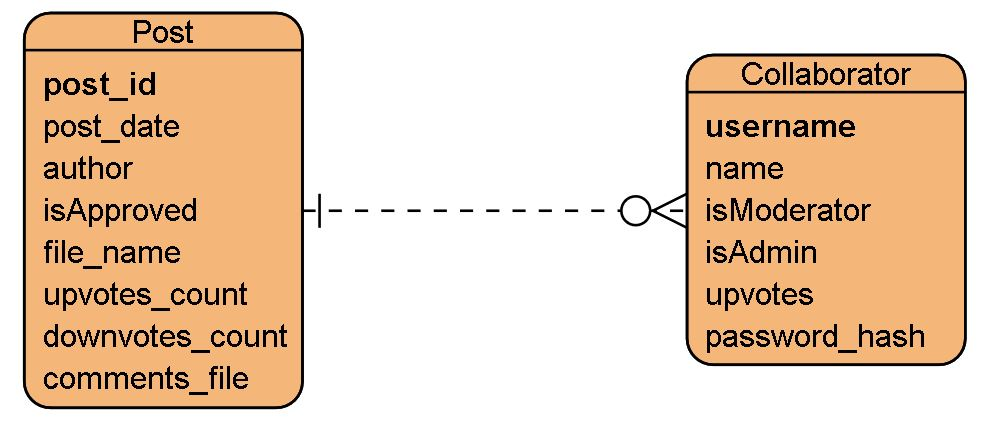 Post
post_id
post_date
author
isApproved
file_name
upvotes_count
downvotes_count
comments_file
Collaborator
username
name
isModerator
isAdmin
upvotes
password_hash